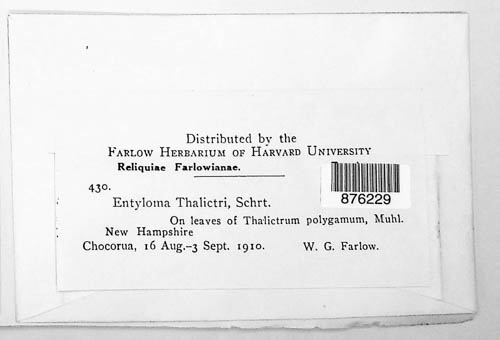 Distributed by the
FARLOW HERBARIUM OF HARVARD UNIVERSITY
Reliquiae Farlowianae.
876229
430.
Entyloma Thalictri, Schrt.
On leaves of Thalictrum polygamum, Muhl.
New Hampshire
Chocorua, 16 Aug.–3 Sept. 1910. W. G. Farlow.